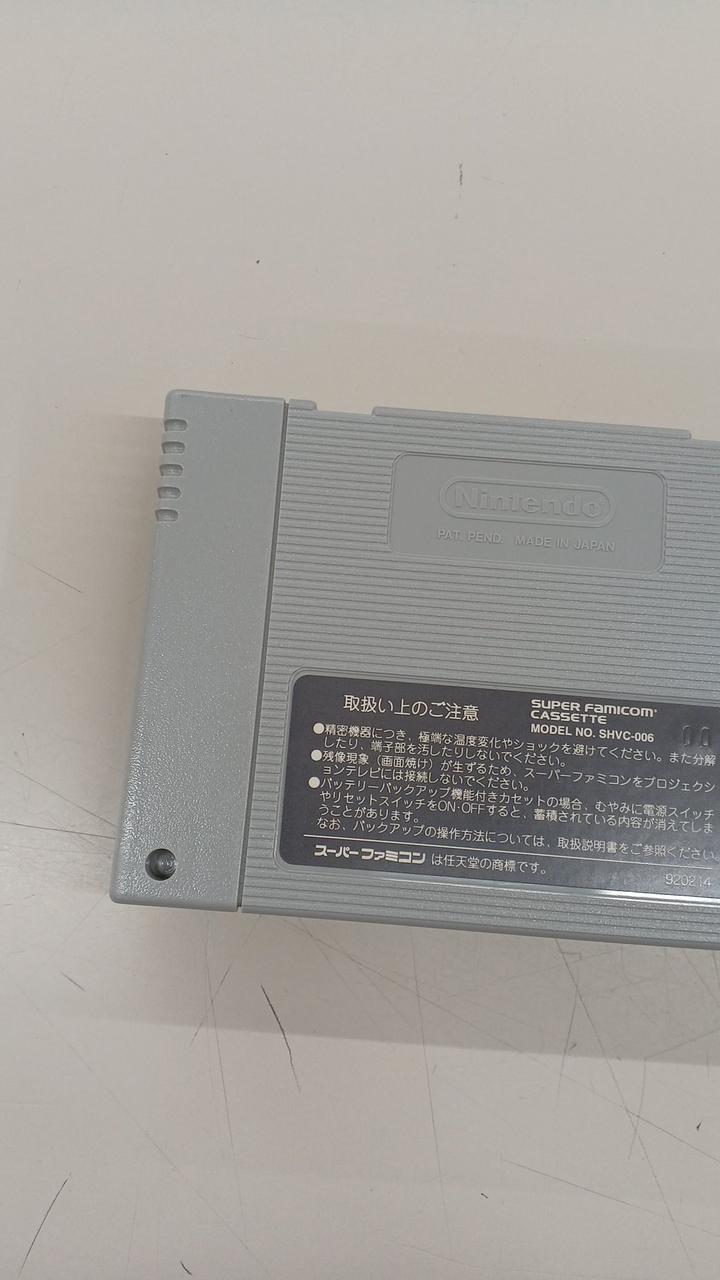 Nintendo
PAT. PEND. MADE IN JAPAN
取扱い上のご注意
SUPER FAMICOM
CASSETTE
MODEL NO. SHVC-006
●精密機器につき、極端な温度変化やショックを避けてください。また分解
したり、端子部を汚したりしないでください。
●残像現象(画面焼け)が生ずるため、スーパーファミコンをプロジェクシ
ョンテレビには接続しないでください。
●バッテリーバックアップ機能付きカセットの場合、むやみに電源スイッチ
やリセットスイッチをON·OFFすると、蓄積されている内容が消えてしま
うことがあります。
なお、バックアップの操作方法については、取扱説明書をご参照ください。
スーパーファミコン は任天堂の商標です。
920214